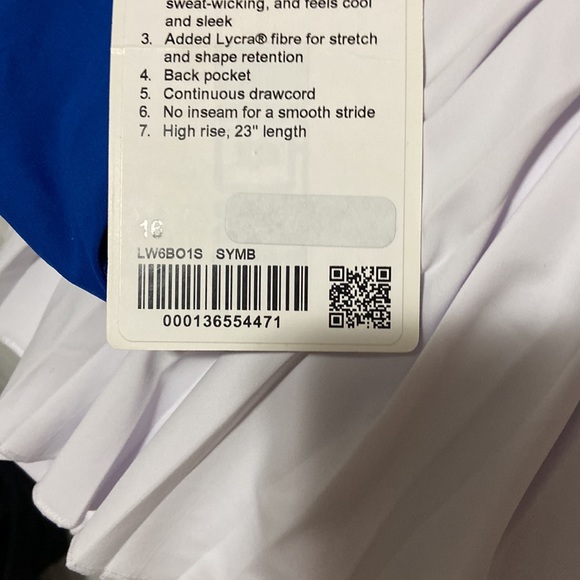 sweat-wicking, and feels cool
and sleek
3. Added Lycra® fibre for stretch
and shape retention
4. Back pocket
5. Continuous drawcord
6. No inseam for a smooth stride
7. High rise, 23" length
16
LW6BO1S SYMB
000136554471